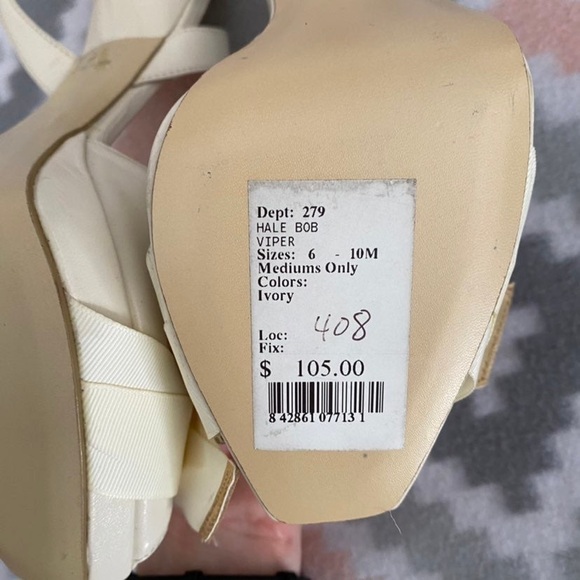 Dept: 279
HALE BOB
VIPER
Sizes: 6 - 10M
Mediums Only
Colors:
Ivory
Loc: 408
Fix:
$ 105.00
8 42861 07713 1